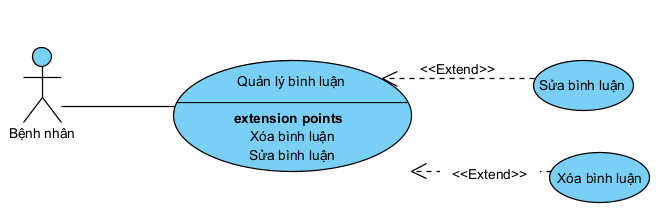 Bệnh nhân
Quản lý bình luận
extension points
Xóa bình luận
Sửa bình luận
<<Extend>>
Sửa bình luận
<<Extend>>
Xóa bình luận